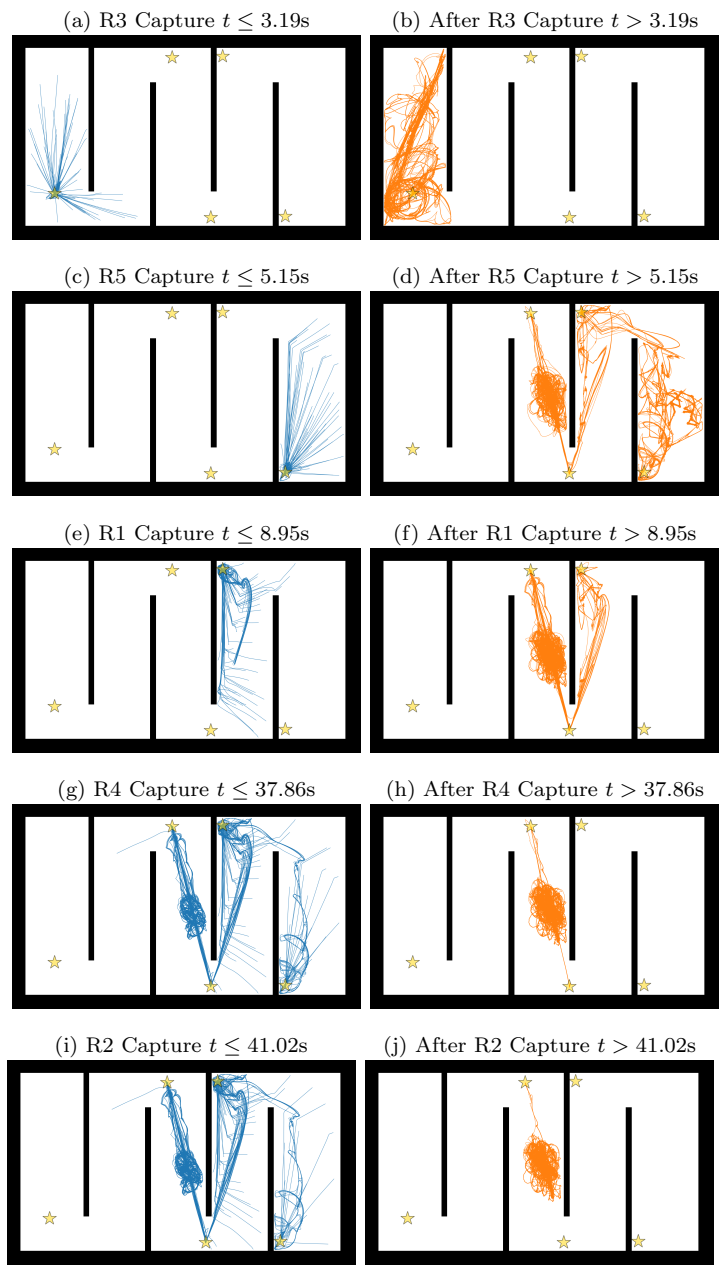 (a) R3 Capture t ≤ 3.19s
(b) After R3 Capture t > 3.19s
(c) R5 Capture t ≤ 5.15s
(d) After R5 Capture t > 5.15s
(e) R1 Capture t ≤ 8.95s
(f) After R1 Capture t > 8.95s
(g) R4 Capture t ≤ 37.86s
(h) After R4 Capture t > 37.86s
(i) R2 Capture t ≤ 41.02s
(j) After R2 Capture t > 41.02s